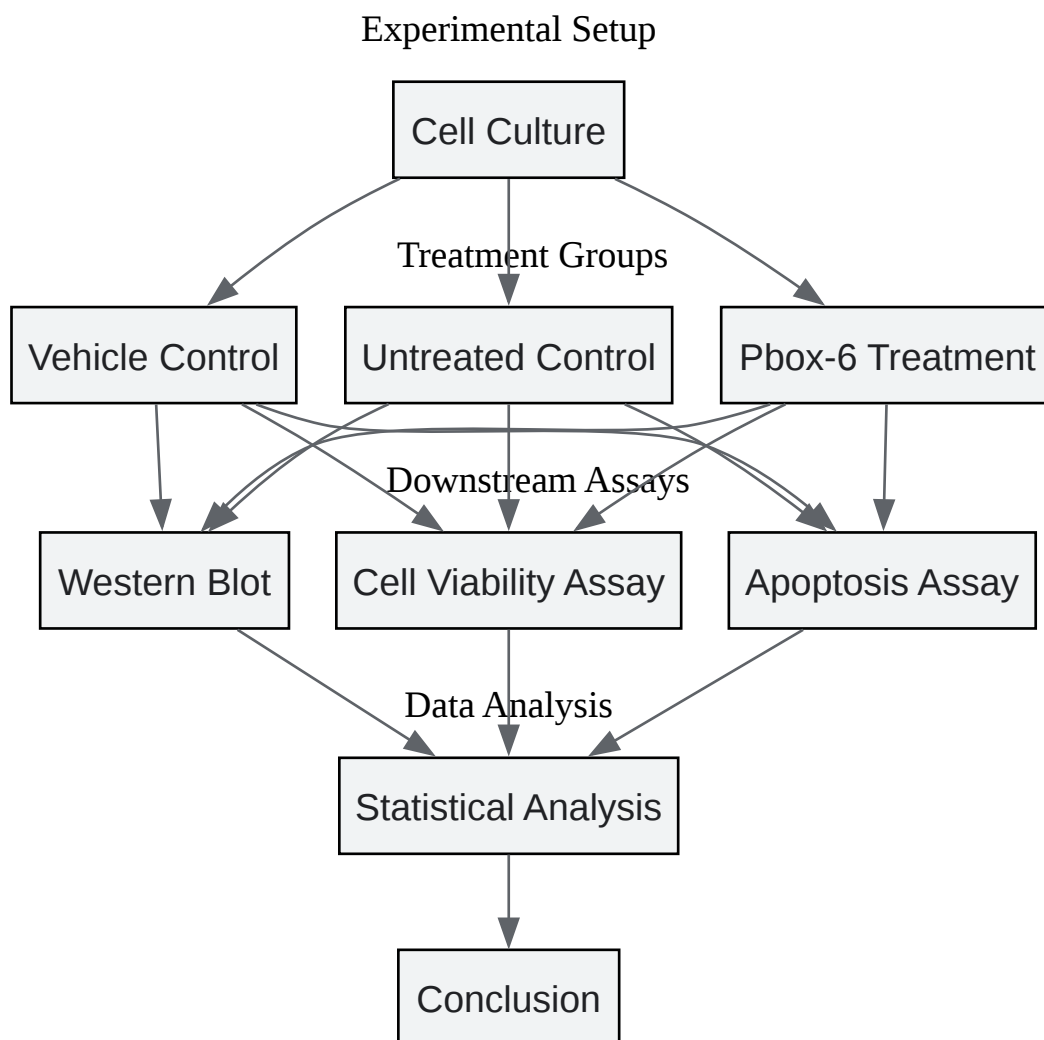 Experimental Setup
Cell Culture
Treatment Groups
Vehicle Control
Untreated Control
Pbox-6 Treatment
Downstream Assays
Western Blot
Cell Viability Assay
Apoptosis Assay
Data Analysis
Statistical Analysis
Conclusion